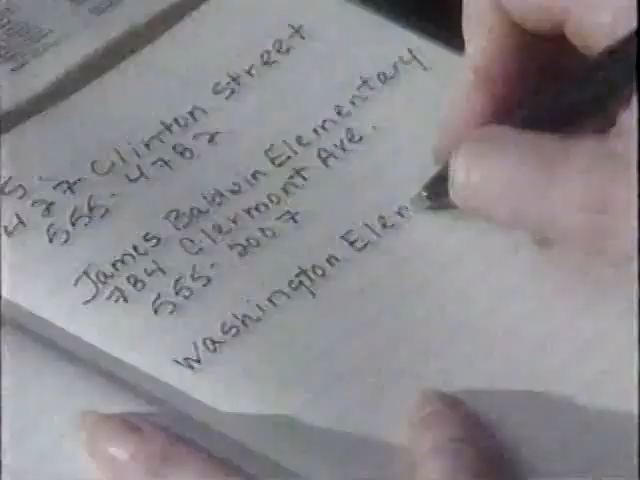 427 Clinton Street
555-4782
James Baldwin Elementary
784 Clermont Ave.
555-2007
Washington Elem